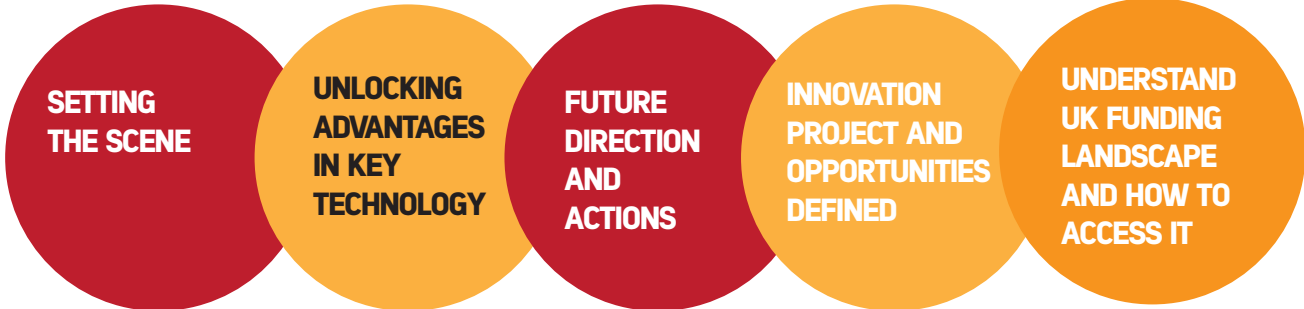 SETTING
THE SCENE
UNLOCKING
ADVANTAGES
IN KEY
TECHNOLOGY
FUTURE
DIRECTION
AND
ACTIONS
INNOVATION
PROJECT AND
OPPORTUNITIES
DEFINED
UNDERSTAND
UK FUNDING
LANDSCAPE
AND HOW TO
ACCESS IT